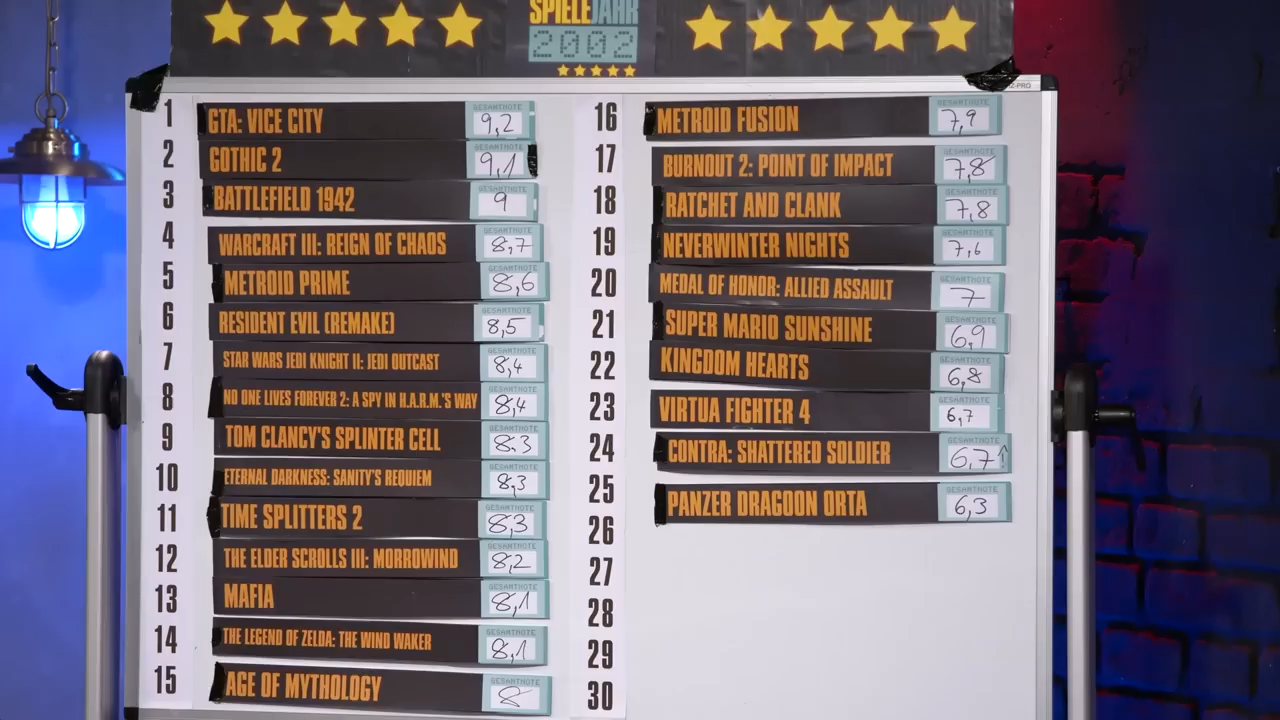 SPIELEJAHR
2002
1 GTA: VICE CITY GESAMTNOTE 9,2
2 GOTHIC 2 GESAMTNOTE 9,1
3 BATTLEFIELD 1942 GESAMTNOTE 9
4 WARCRAFT III: REIGN OF CHAOS GESAMTNOTE 8,7
5 METROID PRIME GESAMTNOTE 8,6
6 RESIDENT EVIL (REMAKE) GESAMTNOTE 8,5
7 STAR WARS JEDI KNIGHT II: JEDI OUTCAST GESAMTNOTE 8,4
8 NO ONE LIVES FOREVER 2: A SPY IN H.A.R.M.'S WAY GESAMTNOTE 8,4
9 TOM CLANCY'S SPLINTER CELL GESAMTNOTE 8,3
10 ETERNAL DARKNESS: SANITY'S REQUIEM GESAMTNOTE 8,3
11 TIME SPLITTERS 2 GESAMTNOTE 8,3
12 THE ELDER SCROLLS III: MORROWIND GESAMTNOTE 8,2
13 MAFIA GESAMTNOTE 8,1
14 THE LEGEND OF ZELDA: THE WIND WAKER GESAMTNOTE 8,1
15 AGE OF MYTHOLOGY GESAMTNOTE 8
16 METROID FUSION GESAMTNOTE 7,9
17 BURNOUT 2: POINT OF IMPACT GESAMTNOTE 7,8
18 RATCHET AND CLANK GESAMTNOTE 7,8
19 NEVERWINTER NIGHTS GESAMTNOTE 7,6
20 MEDAL OF HONOR: ALLIED ASSAULT GESAMTNOTE 7
21 SUPER MARIO SUNSHINE GESAMTNOTE 6,9
22 KINGDOM HEARTS GESAMTNOTE 6,8
23 VIRTUA FIGHTER 4 GESAMTNOTE 6,7
24 CONTRA: SHATTERED SOLDIER GESAMTNOTE 6,7↑
25 PANZER DRAGOON ORTA GESAMTNOTE 6,3
26
27
28
29
30